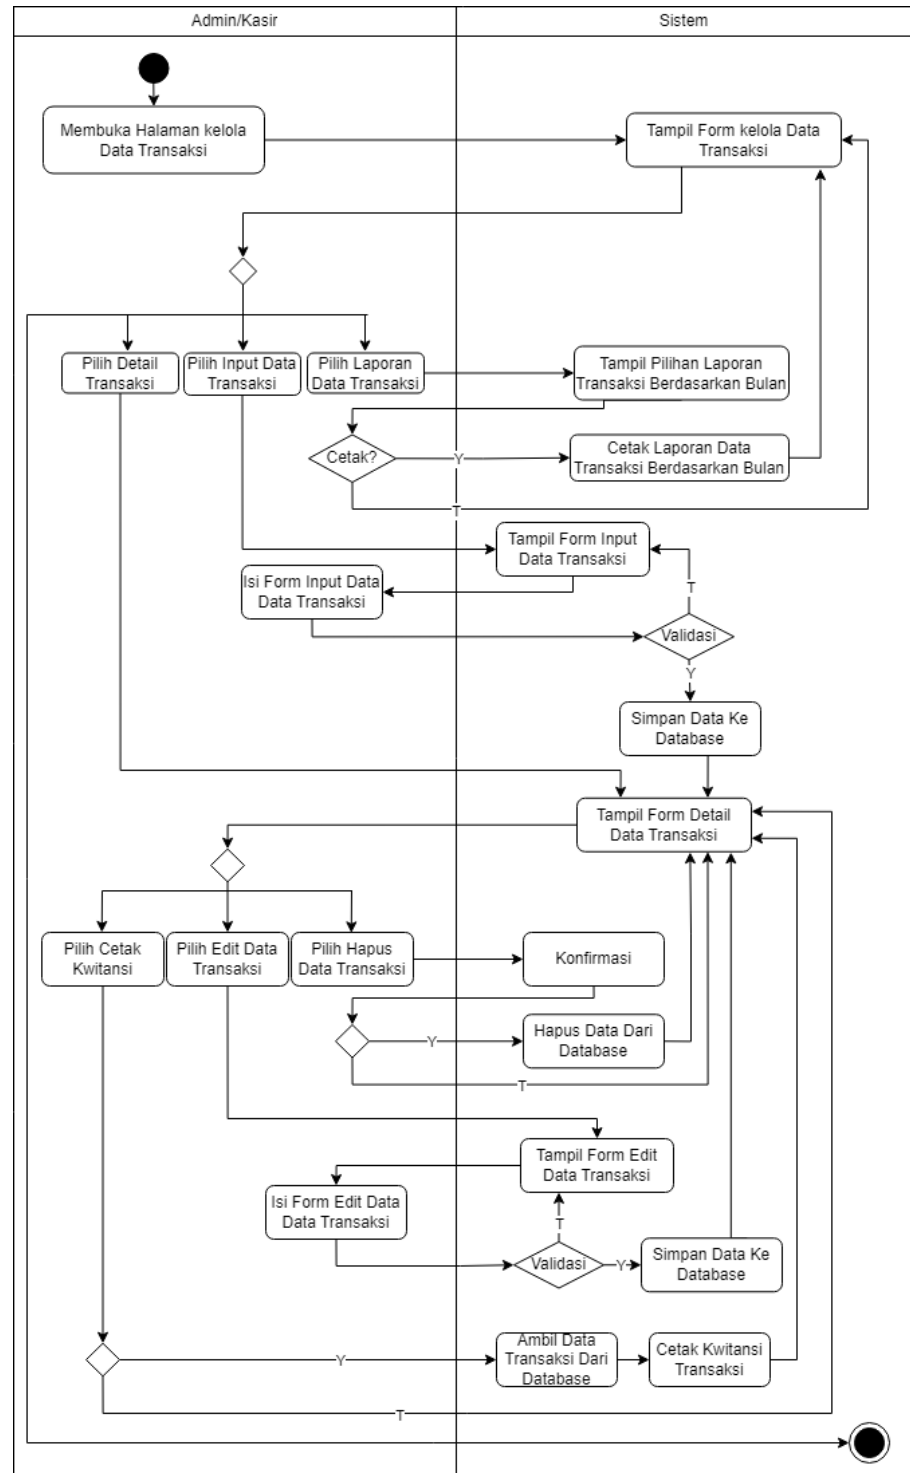 Admin/Kasir
Sistem
Membuka Halaman kelola
Data Transaksi
Tampil Form kelola Data
Transaksi
Pilih Detail
Transaksi
Pilih Input Data
Transaksi
Pilih Laporan
Data Transaksi
Tampil Pilihan Laporan
Transaksi Berdasarkan Bulan
Cetak?
Y
Cetak Laporan Data
Transaksi Berdasarkan Bulan
T
Tampil Form Input
Data Transaksi
Isi Form Input Data
Data Transaksi
T
Validasi
Y
Simpan Data Ke
Database
Tampil Form Detail
Data Transaksi
Pilih Cetak
Kwitansi
Pilih Edit Data
Transaksi
Pilih Hapus
Data Transaksi
Konfirmasi
Y
Hapus Data Dari
Database
T
Tampil Form Edit
Data Transaksi
Isi Form Edit Data
Data Transaksi
T
Validasi
Y
Simpan Data Ke
Database
Y
Ambil Data
Transaksi Dari
Database
Cetak Kwitansi
Transaksi
T